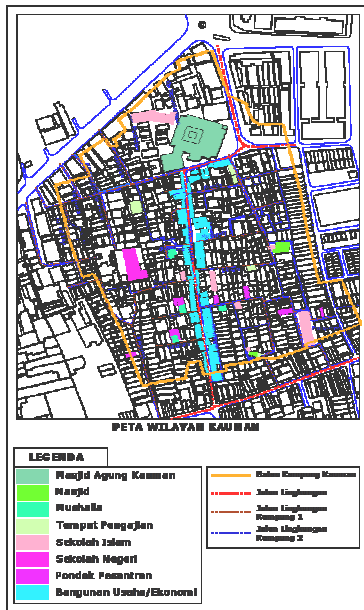 PETA WILAYAH KAUMAN
LEGENDA
Masjid Agung Kauman
Masjid
Mushalla
Tempat Pengajian
Sekolah Islam
Sekolah Negeri
Pondok Pesantren
Bangunan Usaha/Ekonomi
Batas Kampung Kauman
Jalan Lingkungan
Jalan Lingkungan
Kampung 1
Jalan Lingkungan
Kampung 2